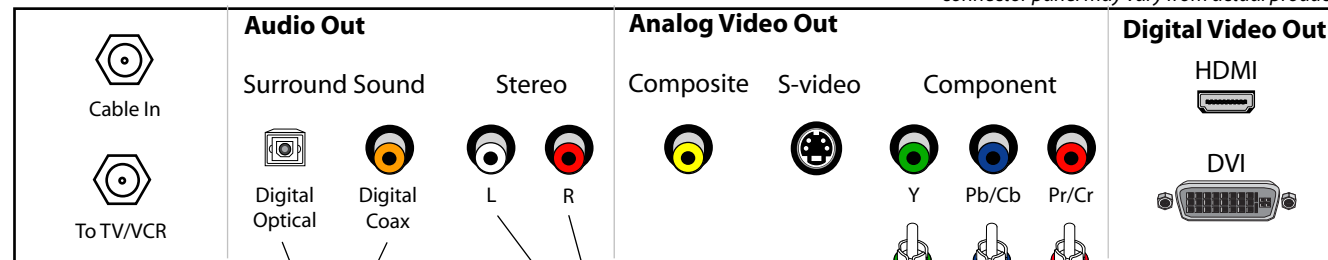 connector panel may vary from actual produc
Audio Out
Analog Video Out
Digital Video Out
Surround Sound
Stereo
Composite
S-video
Component
HDMI
Cable In
DVI
Digital Optical
Digital Coax
L
R
Y
Pb/Cb
Pr/Cr
To TV/VCR